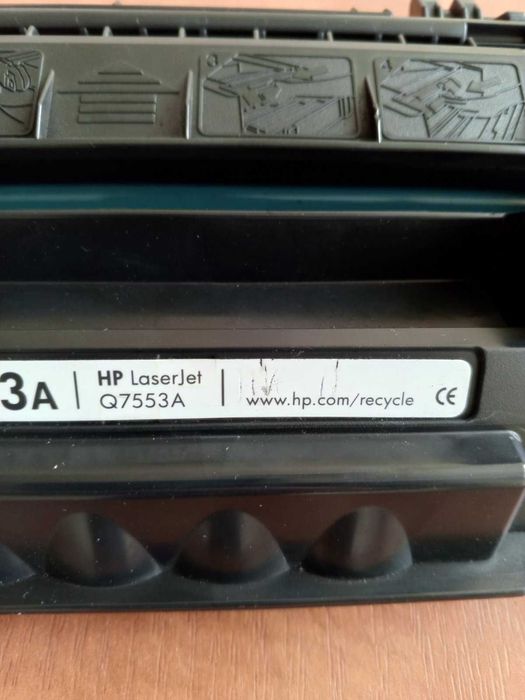 3A
HP LaserJet
Q7553A
www.hp.com/recycle
CE